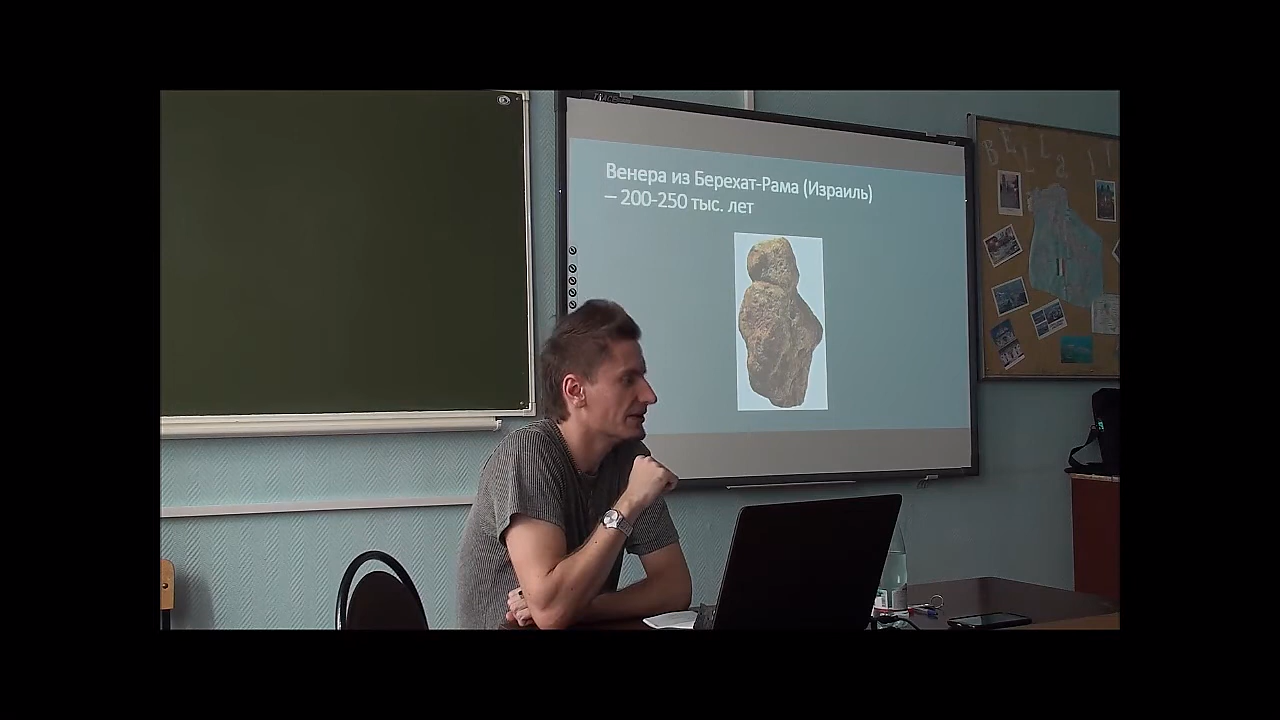 Венера из Берехат-Рама (Израиль)
– 200-250 тыс. лет